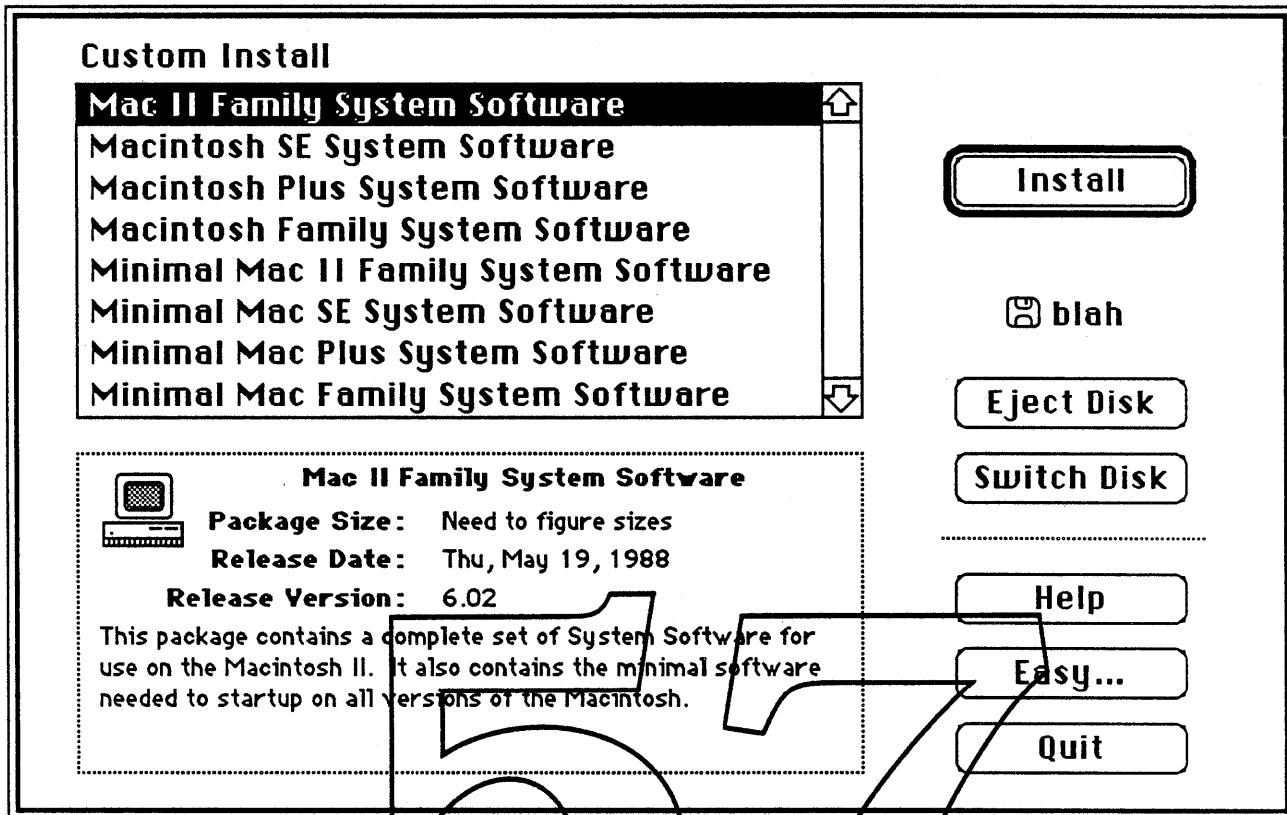 Custom Install
Mac II Family System Software
Macintosh SE System Software
Macintosh Plus System Software
Macintosh Family System Software
Minimal Mac II Family System Software
Minimal Mac SE System Software
Minimal Mac Plus System Software
Minimal Mac Family System Software
Install
blah
Eject Disk
Switch Disk
Mac II Family System Software
Package Size: Need to figure sizes
Release Date: Thu, May 19, 1988
Release Version: 6.02
This package contains a complete set of System Software for
use on the Macintosh II. It also contains the minimal software
needed to startup on all versions of the Macintosh.
Help
Easy...
Quit